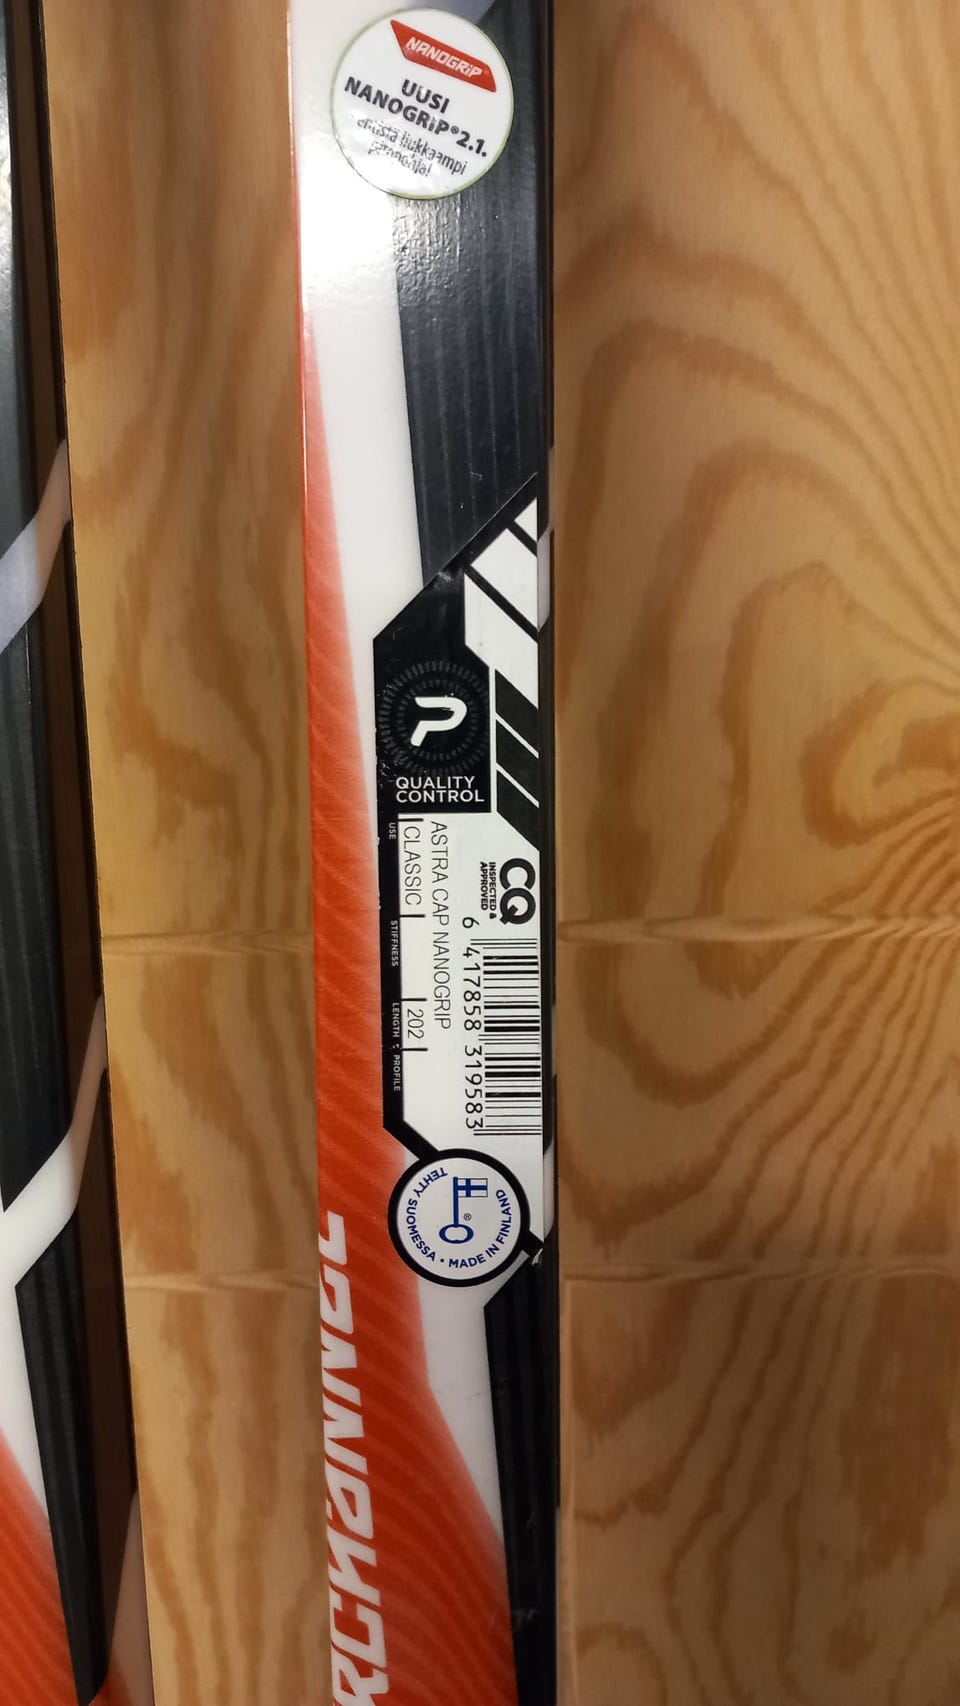 NANOGRiP®
UUSI
NANOGRiP®2.1.
liukkaampi
QUALITY
CONTROL
CQ
INSPECTED &
APPROVED
6 417858 319583
ASTRA CAP NANOGRIP
CLASSIC 202
USE STIFFNESS LENGTH PROFILE
TEHTY SUOMESSA • MADE IN FINLAND
®